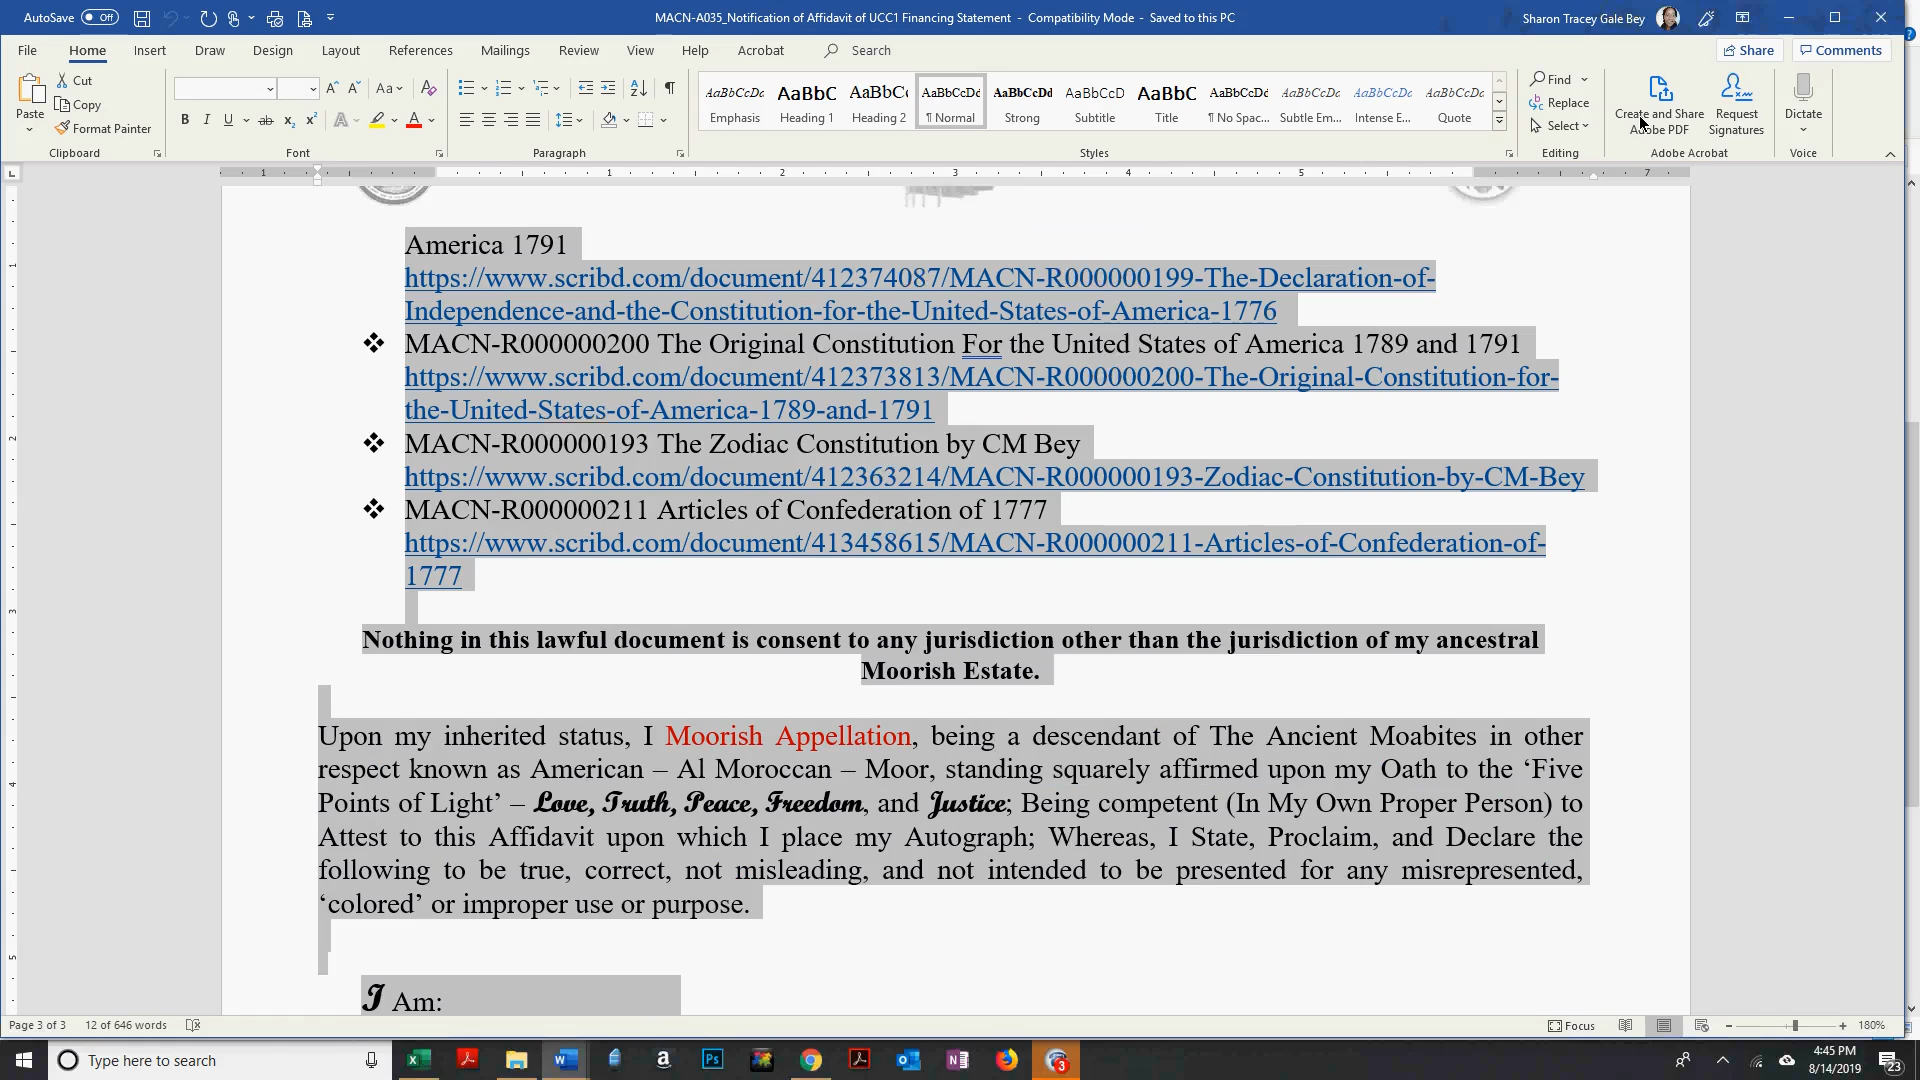 AutoSave Off
MACN-A035_Notification of Affidavit of UCC1 Financing Statement - Compatibility Mode - Saved to this PC
Sharon Tracey Gale Bey
File Home Insert Draw Design Layout References Mailings Review View Help Acrobat Search
Share Comments
Paste
Cut
Copy
Format Painter
Clipboard
Font
Paragraph
AaBbCcDc AaBbC AaBbC AaBbCcDd AaBbCcDd AaBbCcD AaBbC AaBbCcDd AaBbCcDc AaBbCcDc AaBbCcDc
Emphasis Heading 1 Heading 2 ¶ Normal Strong Subtitle Title ¶ No Spac... Subtle Em... Intense E... Quote
Styles
Find
Replace
Select
Editing
Create and Share
Adobe PDF
Request
Signatures
Adobe Acrobat
Dictate
Voice
America 1791
https://www.scribd.com/document/412374087/MACN-R000000199-The-Declaration-of-
Independence-and-the-Constitution-for-the-United-States-of-America-1776
❖ MACN-R000000200 The Original Constitution For the United States of America 1789 and 1791
https://www.scribd.com/document/412373813/MACN-R000000200-The-Original-Constitution-for-
the-United-States-of-America-1789-and-1791
❖ MACN-R000000193 The Zodiac Constitution by CM Bey
https://www.scribd.com/document/412363214/MACN-R000000193-Zodiac-Constitution-by-CM-Bey
❖ MACN-R000000211 Articles of Confederation of 1777
https://www.scribd.com/document/413458615/MACN-R000000211-Articles-of-Confederation-of-
1777
Nothing in this lawful document is consent to any jurisdiction other than the jurisdiction of my ancestral
Moorish Estate.
Upon my inherited status, I Moorish Appellation, being a descendant of The Ancient Moabites in other
respect known as American – Al Moroccan – Moor, standing squarely affirmed upon my Oath to the ‘Five
Points of Light’ – Love, Truth, Peace, Freedom, and Justice; Being competent (In My Own Proper Person) to
Attest to this Affidavit upon which I place my Autograph; Whereas, I State, Proclaim, and Declare the
following to be true, correct, not misleading, and not intended to be presented for any misrepresented,
‘colored’ or improper use or purpose.
I Am:
Page 3 of 3 12 of 646 words
Focus
180%
Type here to search
4:45 PM
8/14/2019
23